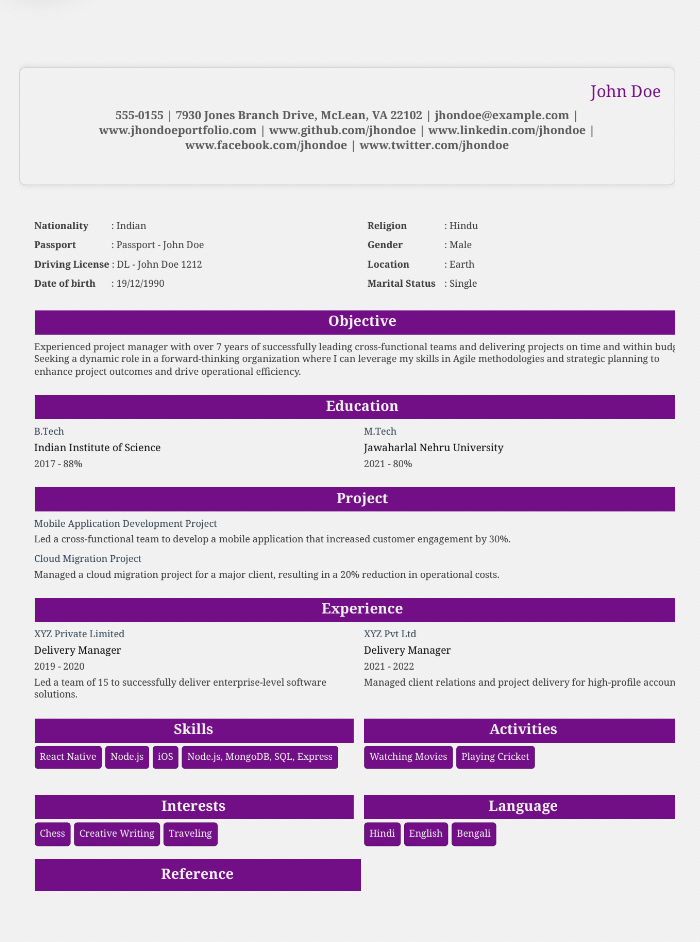 John Doe
555-0155 | 7930 Jones Branch Drive, McLean, VA 22102 | jhondoe@example.com |
www.jhondoeportfolio.com | www.github.com/jhondoe | www.linkedin.com/jhondoe |
www.facebook.com/jhondoe | www.twitter.com/jhondoe
Nationality : Indian
Religion : Hindu
Passport : Passport - John Doe
Gender : Male
Driving License : DL - John Doe 1212
Location : Earth
Date of birth : 19/12/1990
Marital Status : Single
Objective
Experienced project manager with over 7 years of successfully leading cross-functional teams and delivering projects on time and within
Seeking a dynamic role in a forward-thinking organization where I can leverage my skills in Agile methodologies and strategic planning to
enhance project outcomes and drive operational efficiency.
Education
B.Tech
Indian Institute of Science
2017 - 88%
M.Tech
Jawaharlal Nehru University
2021 - 80%
Project
Mobile Application Development Project
Led a cross-functional team to develop a mobile application that increased customer engagement by 30%.
Cloud Migration Project
Managed a cloud migration project for a major client, resulting in a 20% reduction in operational costs.
Experience
XYZ Private Limited
Delivery Manager
2019 - 2020
Led a team of 15 to successfully deliver enterprise-level software
solutions.
XYZ Pvt Ltd
Delivery Manager
2021 - 2022
Managed client relations and project delivery for high-profile accoun
Skills
React Native Node.js iOS Node.js, MongoDB, SQL, Express
Activities
Watching Movies Playing Cricket
Interests
Chess Creative Writing Traveling
Language
Hindi English Bengali
Reference